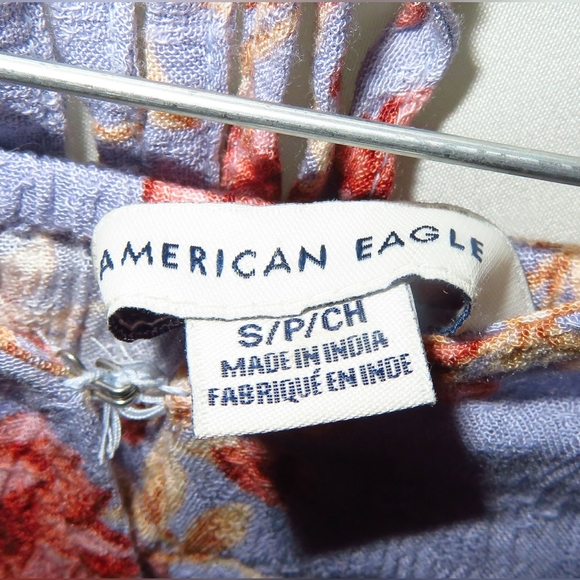 AMERICAN EAGLE
S/P/CH
MADE IN INDIA
FABRIQUÉ EN INDE